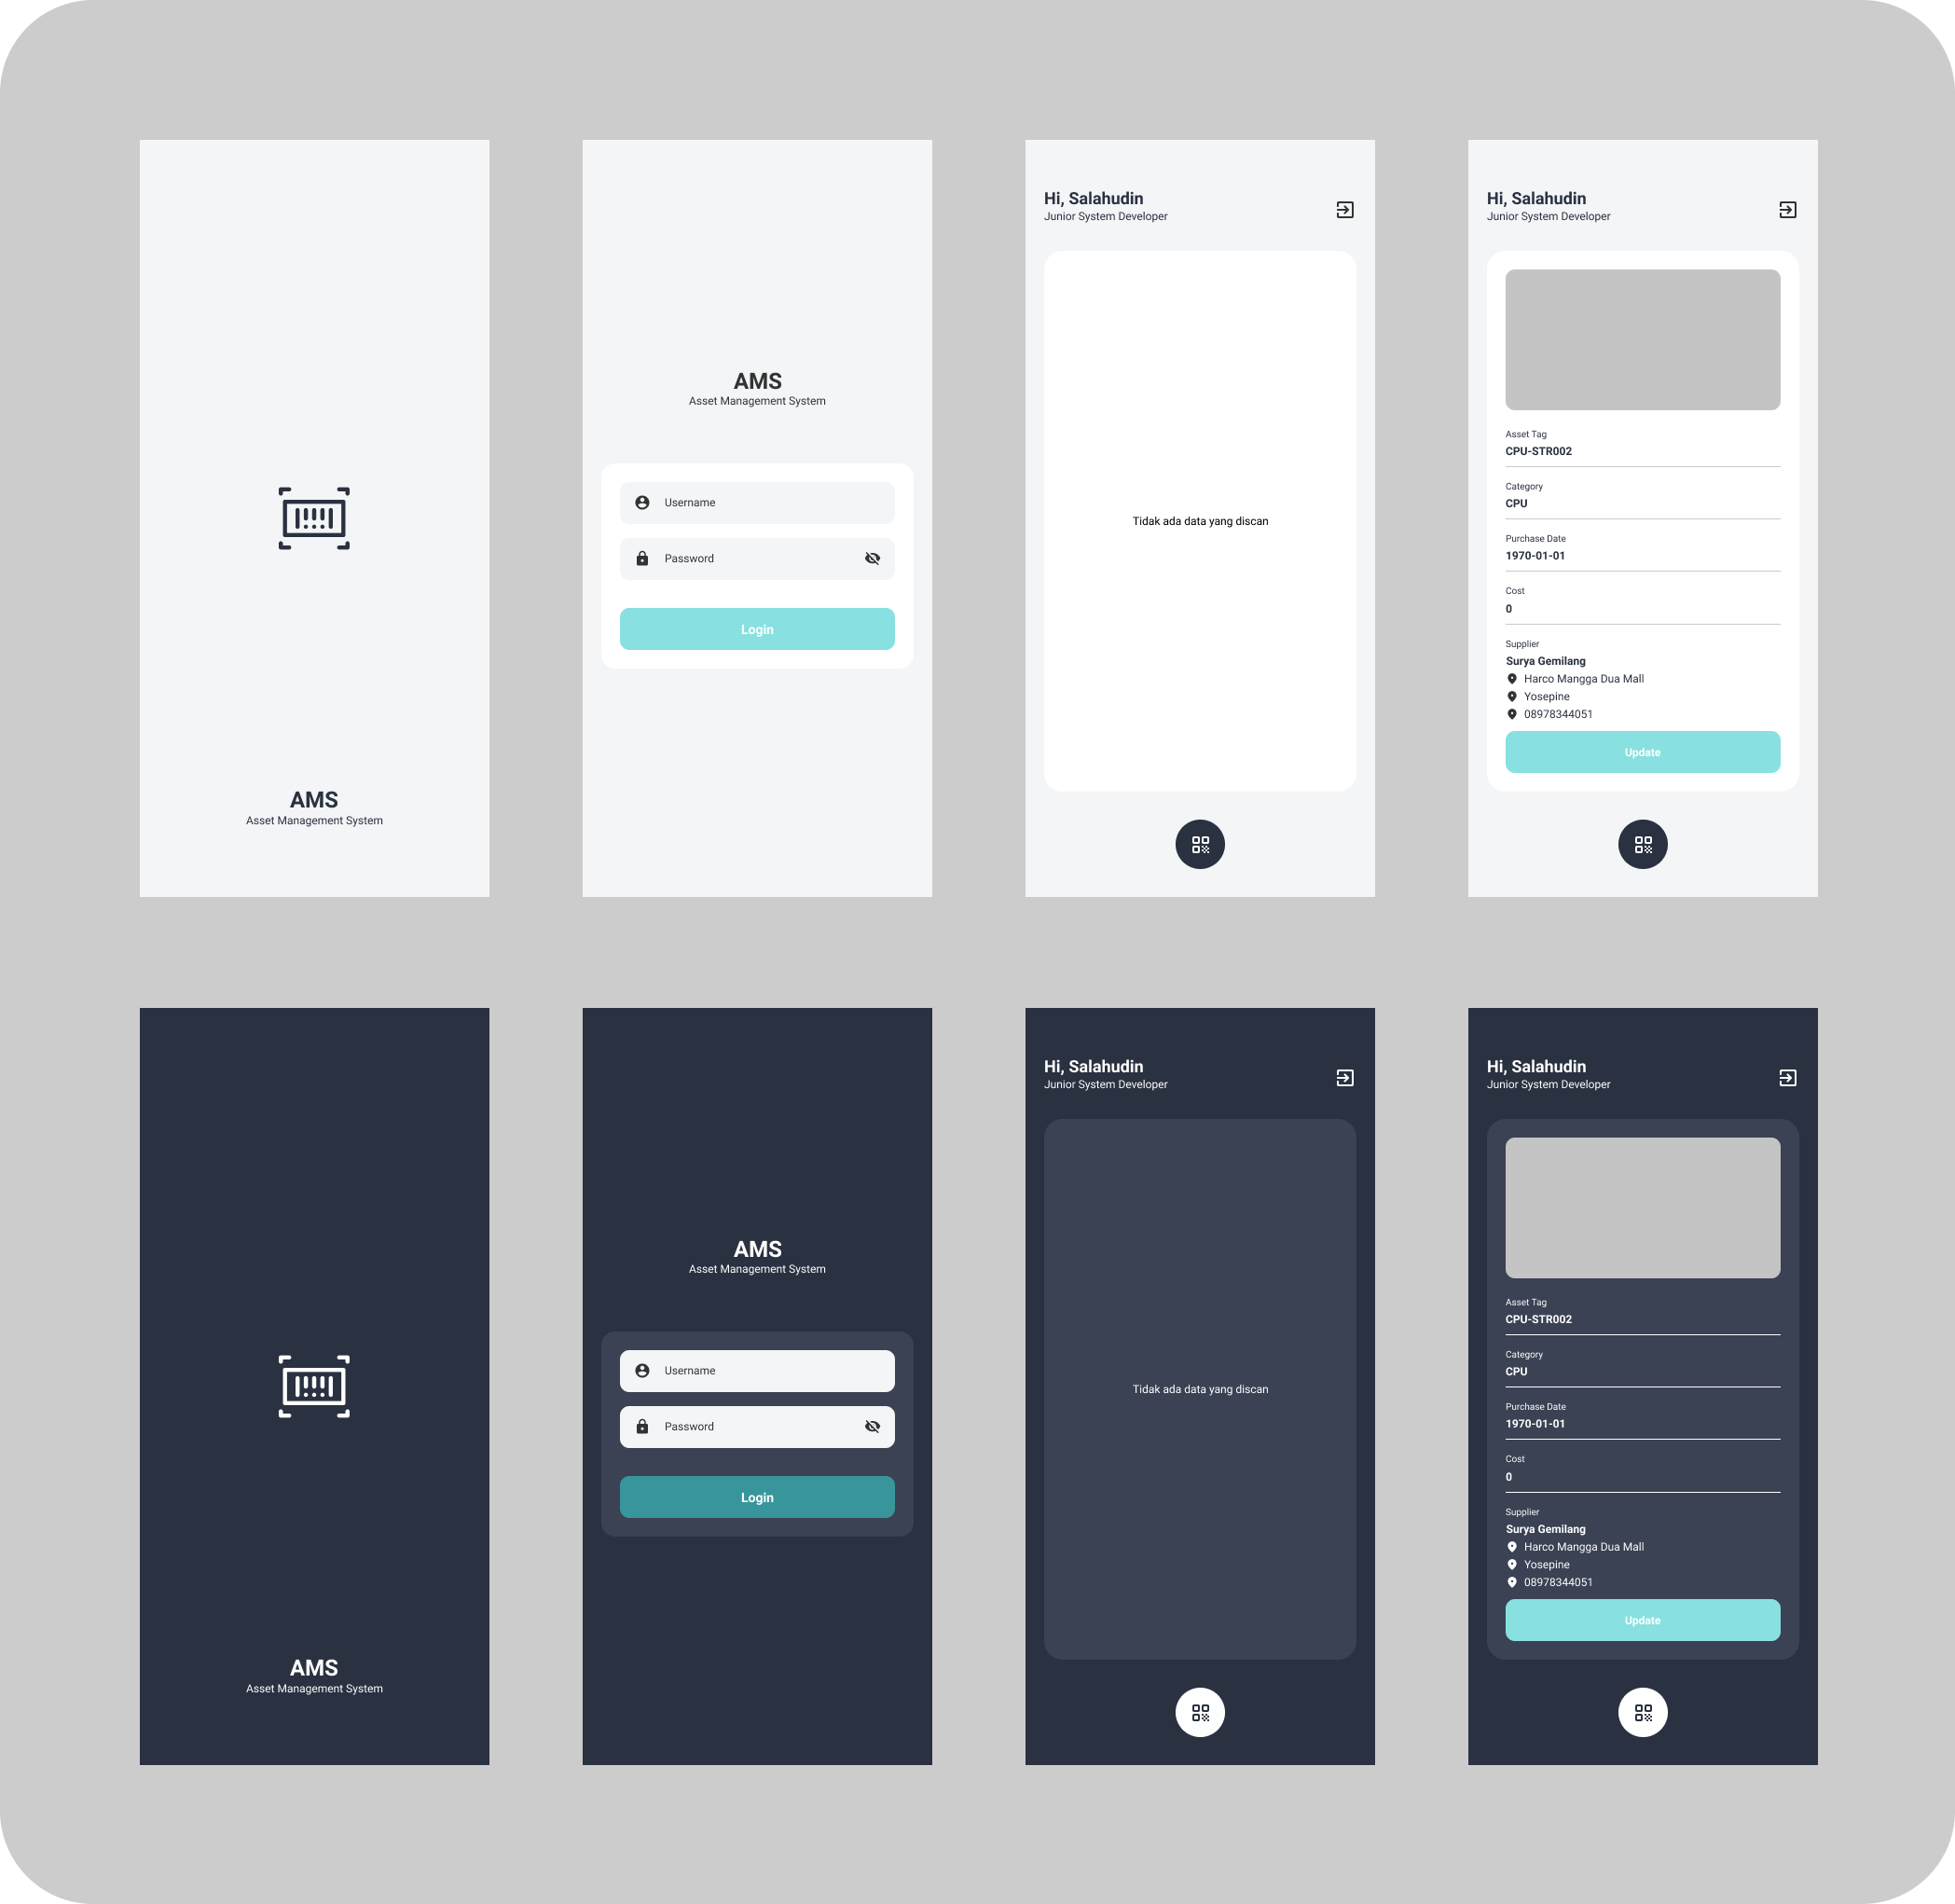 AMS
Asset Management System
AMS
Asset Management System
Username
Password
Login
Hi, Salahudin
Junior System Developer
Tidak ada data yang discan
Hi, Salahudin
Junior System Developer
Asset Tag
CPU-STR002
Category
CPU
Purchase Date
1970-01-01
Cost
0
Supplier
Surya Gemilang
Harco Mangga Dua Mall
Yosepine
08978344051
Update
AMS
Asset Management System
AMS
Asset Management System
Username
Password
Login
Hi, Salahudin
Junior System Developer
Tidak ada data yang discan
Hi, Salahudin
Junior System Developer
Asset Tag
CPU-STR002
Category
CPU
Purchase Date
1970-01-01
Cost
0
Supplier
Surya Gemilang
Harco Mangga Dua Mall
Yosepine
08978344051
Update